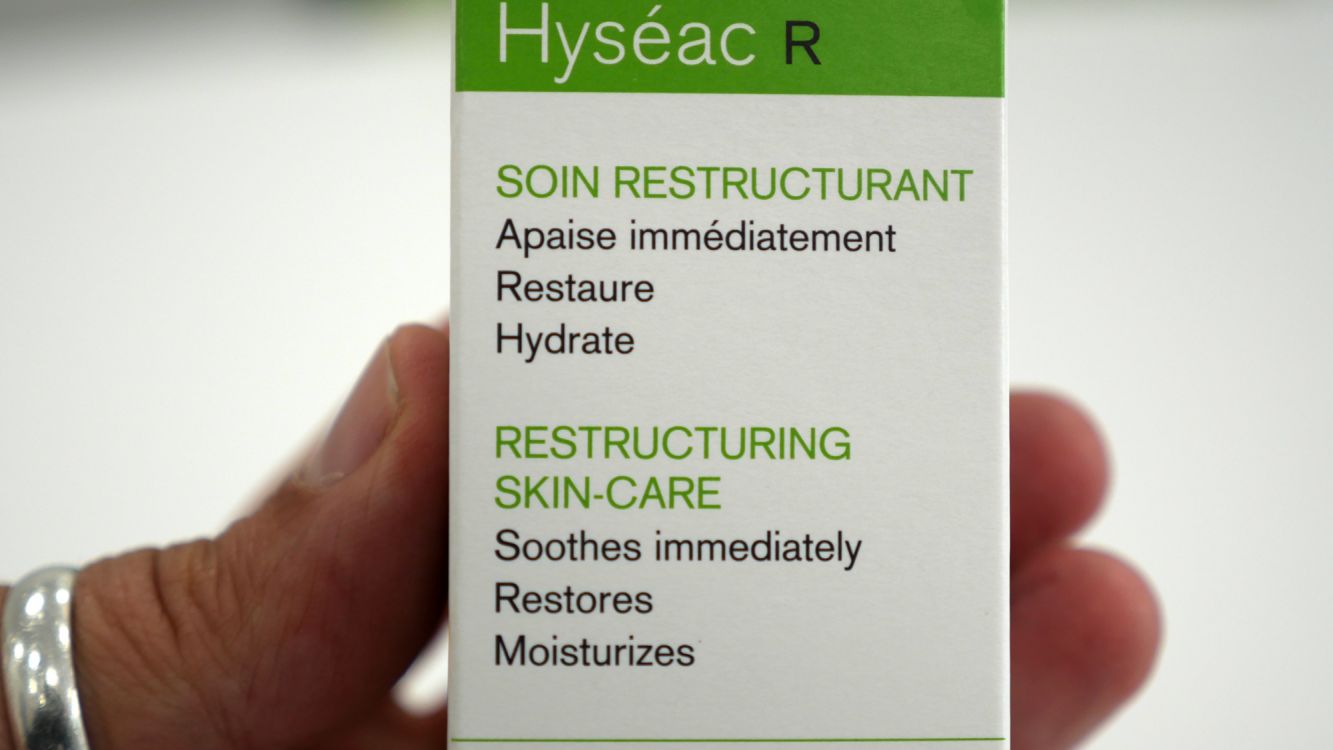 Hyséac R
SOIN RESTRUCTURANT
Apaise immédiatement
Restaure
Hydrate
RESTRUCTURING
SKIN-CARE
Soothes immediately
Restores
Moisturizes